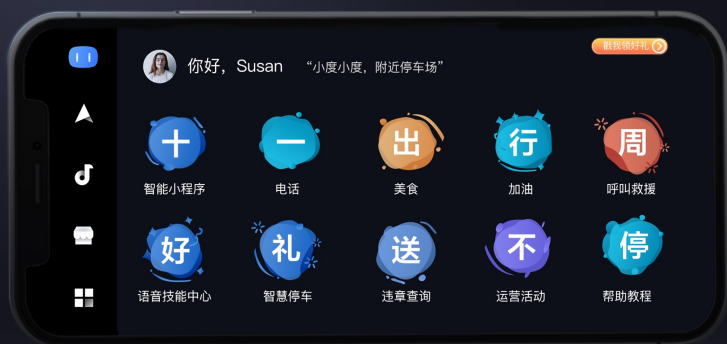 戳我领好礼
你好，Susan “小度小度，附近停车场”
十 一 出 行 周
智能小程序 电话 美食 加油 呼叫救援
好 礼 送 不 停
语音技能中心 智慧停车 违章查询 运营活动 帮助教程